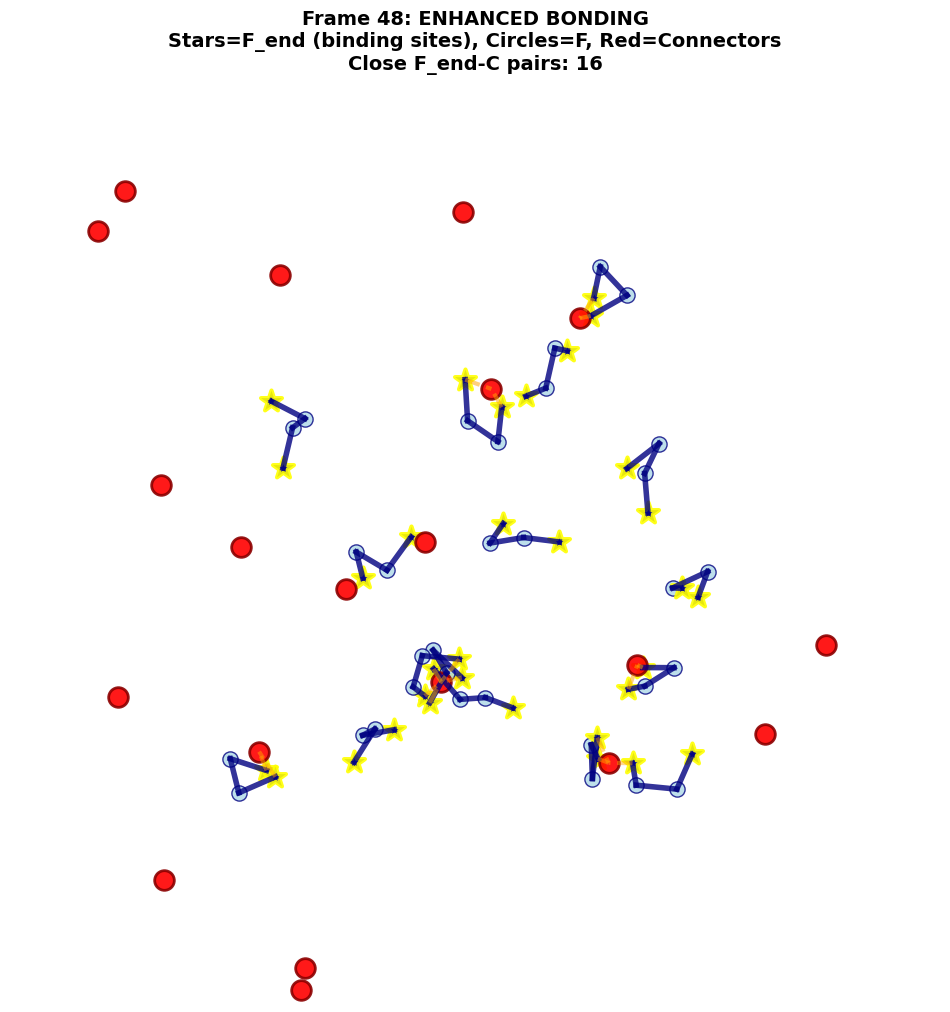 Frame 48: ENHANCED BONDING
Stars=F_end (binding sites), Circles=F, Red=Connectors
Close F_end-C pairs: 16